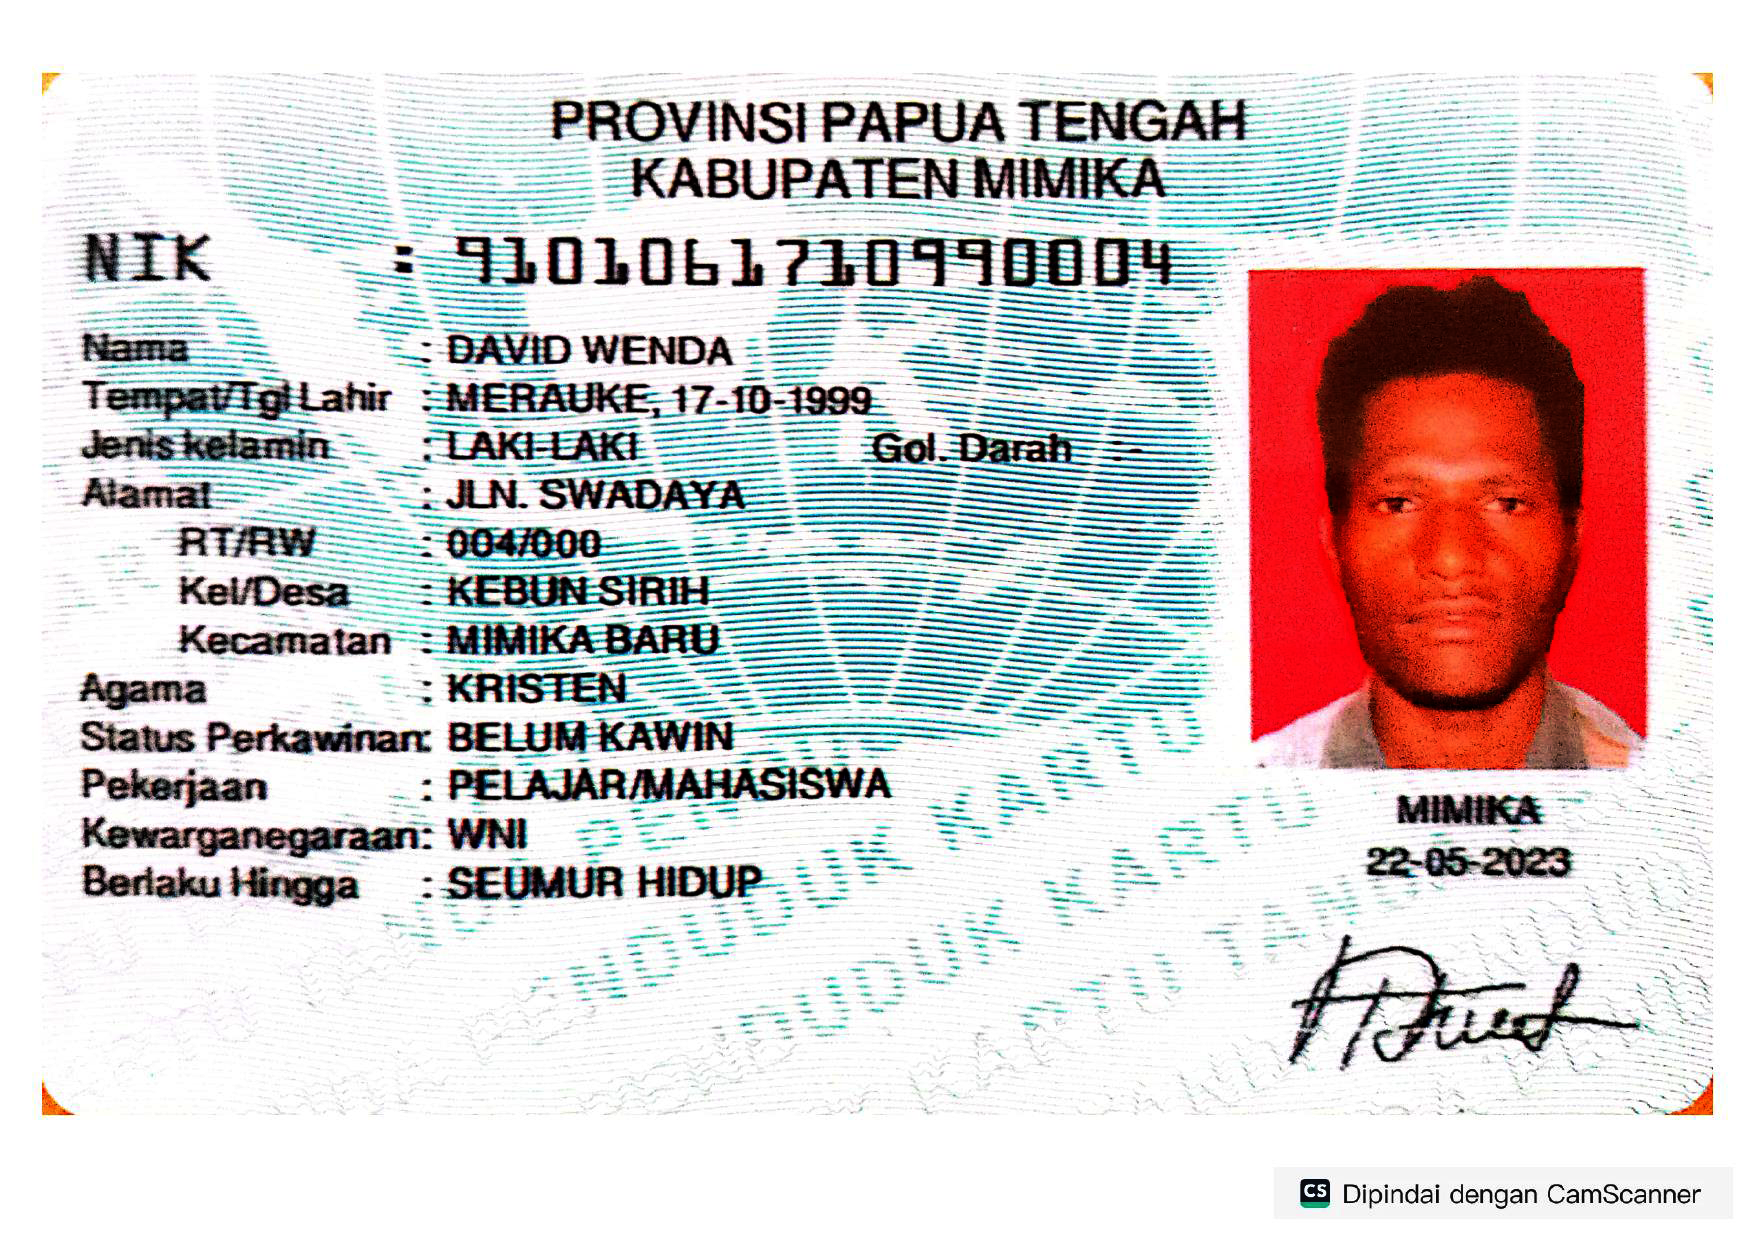 PROVINSI PAPUA TENGAH
KABUPATEN MIMIKA
NIK : 9101061710990004
Nama : DAVID WENDA
Tempat/Tgl Lahir : MERAUKE, 17-10-1999
Jenis kelamin : LAKI-LAKI Gol. Darah : -
Alamat : JLN. SWADAYA
RT/RW : 004/000
Kel/Desa : KEBUN SIRIH
Kecamatan : MIMIKA BARU
Agama : KRISTEN
Status Perkawinan: BELUM KAWIN
Pekerjaan : PELAJAR/MAHASISWA
Kewarganegaraan: WNI
Berlaku Hingga : SEUMUR HIDUP
MIMIKA
22-05-2023
CS Dipindai dengan CamScanner